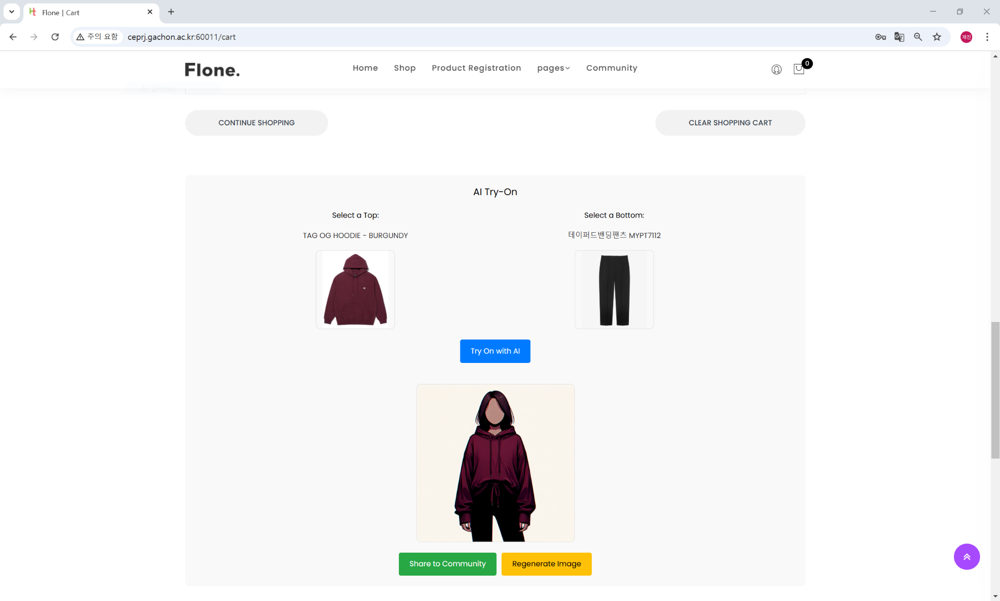 Flone | Cart
주의 요함
ceprj.gachon.ac.kr:60011/cart
재진
Flone.
Home
Shop
Product Registration
pages
Community
0
CONTINUE SHOPPING
CLEAR SHOPPING CART
AI Try-On
Select a Top:
Select a Bottom:
TAG OG HOODIE - BURGUNDY
테이퍼드밴딩팬츠 MYPT7112
Try On with AI
Share to Community
Regenerate Image